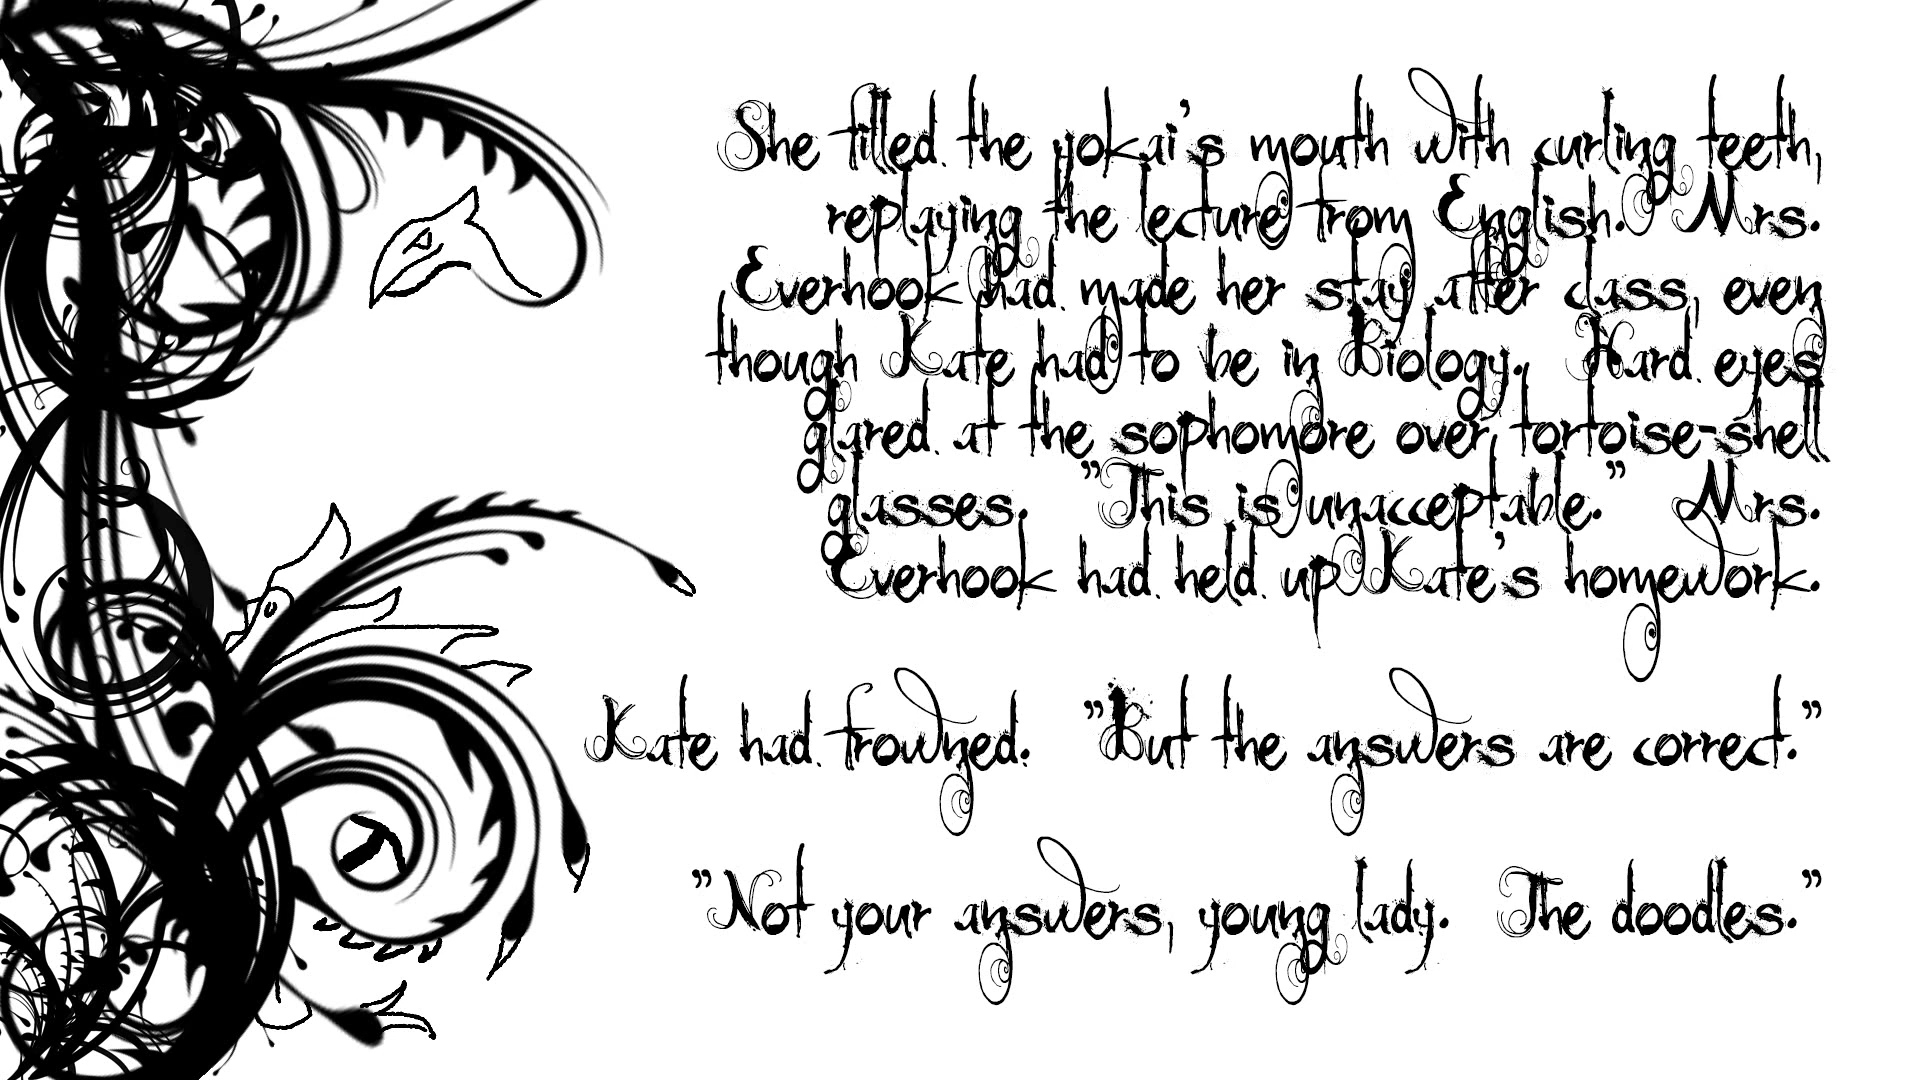 She filled the yokai's mouth with curling teeth,
replaying the lecture from English. Mrs.
Everhook had made her stay after class, even
though Kate had to be in Biology. Hard eyes
glared at the sophomore over tortoise-shell
glasses. "This is unacceptable." Mrs.
Everhook had held up Kate's homework.
Kate had frowned. "But the answers are correct."
"Not your answers, young lady. The doodles."